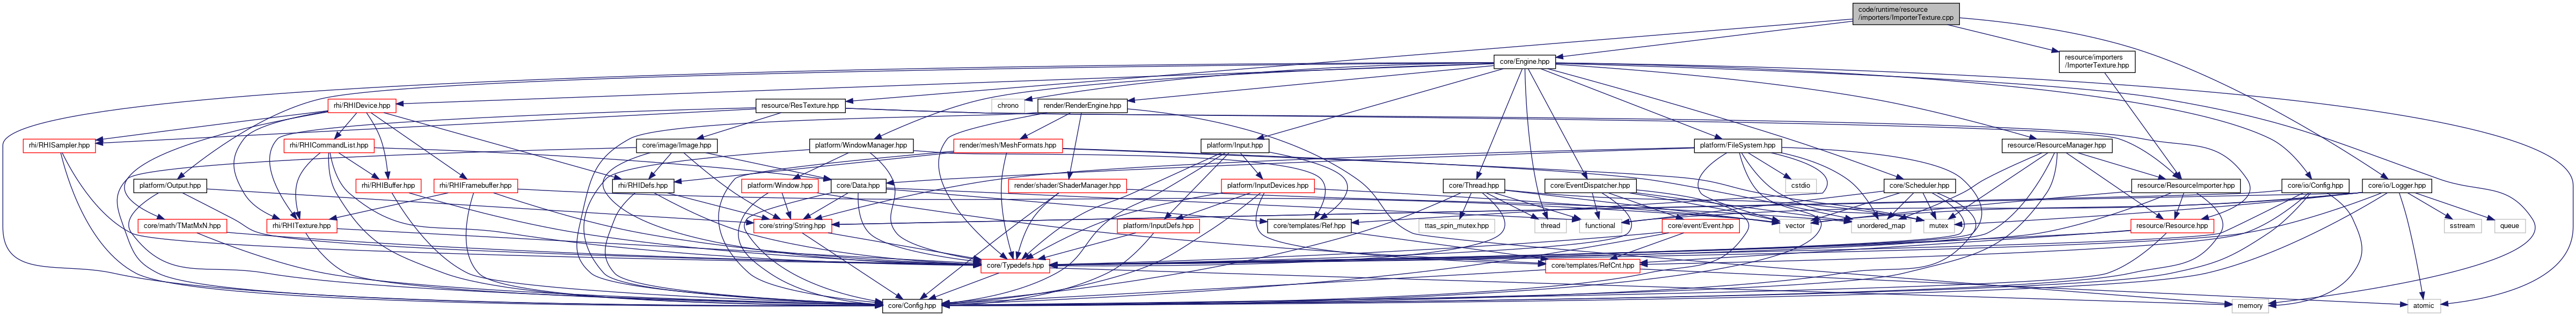 code/runtime/resource
/importers/ImporterTexture.cpp
core/Engine.hpp
resource/importers
/ImporterTexture.hpp
rhi/RHIDevice.hpp
resource/ResTexture.hpp
chrono
render/RenderEngine.hpp
rhi/RHISampler.hpp
rhi/RHICommandList.hpp
core/image/Image.hpp
platform/WindowManager.hpp
render/mesh/MeshFormats.hpp
platform/Input.hpp
platform/FileSystem.hpp
resource/ResourceManager.hpp
platform/Output.hpp
rhi/RHIBuffer.hpp
rhi/RHIFramebuffer.hpp
rhi/RHIDefs.hpp
platform/Window.hpp
core/Data.hpp
render/shader/ShaderManager.hpp
platform/InputDevices.hpp
core/Thread.hpp
core/EventDispatcher.hpp
cstdio
core/Scheduler.hpp
resource/ResourceImporter.hpp
core/io/Config.hpp
core/io/Logger.hpp
core/math/TMatMxN.hpp
rhi/RHITexture.hpp
core/string/String.hpp
platform/InputDefs.hpp
core/templates/Ref.hpp
ttas_spin_mutex.hpp
thread
functional
core/event/Event.hpp
vector
unordered_map
mutex
resource/Resource.hpp
sstream
queue
core/Typedefs.hpp
core/templates/RefCnt.hpp
core/Config.hpp
memory
atomic